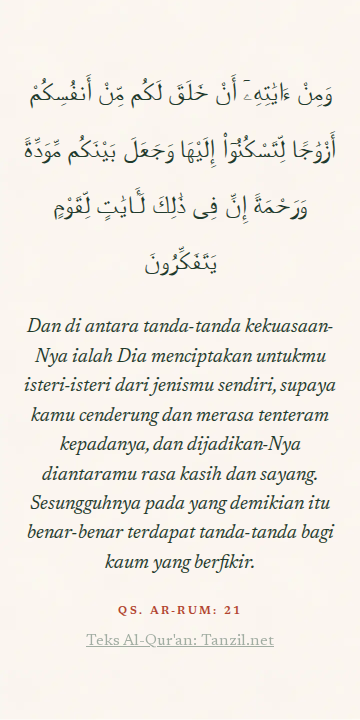 وَمِنْ ءَايَٰتِهِۦٓ أَنْ خَلَقَ لَكُم مِّنْ أَنفُسِكُمْ
أَزْوَٰجًا لِّتَسْكُنُوٓا۟ إِلَيْهَا وَجَعَلَ بَيْنَكُم مَّوَدَّةً
وَرَحْمَةً إِنَّ فِى ذَٰلِكَ لَـَٔايَٰتٍ لِّقَوْمٍ
يَتَفَكَّرُونَ
Dan di antara tanda-tanda kekuasaan-
Nya ialah Dia menciptakan untukmu
isteri-isteri dari jenismu sendiri, supaya
kamu cenderung dan merasa tenteram
kepadanya, dan dijadikan-Nya
diantaramu rasa kasih dan sayang.
Sesungguhnya pada yang demikian itu
benar-benar terdapat tanda-tanda bagi
kaum yang berfikir.
QS. AR-RUM: 21
Teks Al-Qur'an: Tanzil.net